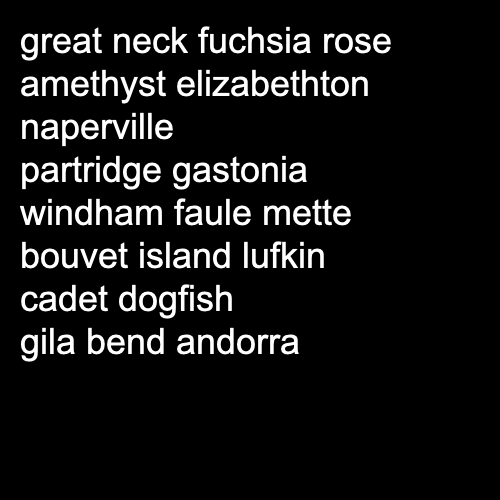 great neck fuchsia rose
amethyst elizabethton
naperville
partridge gastonia
windham faule mette
bouvet island lufkin
cadet dogfish
gila bend andorra